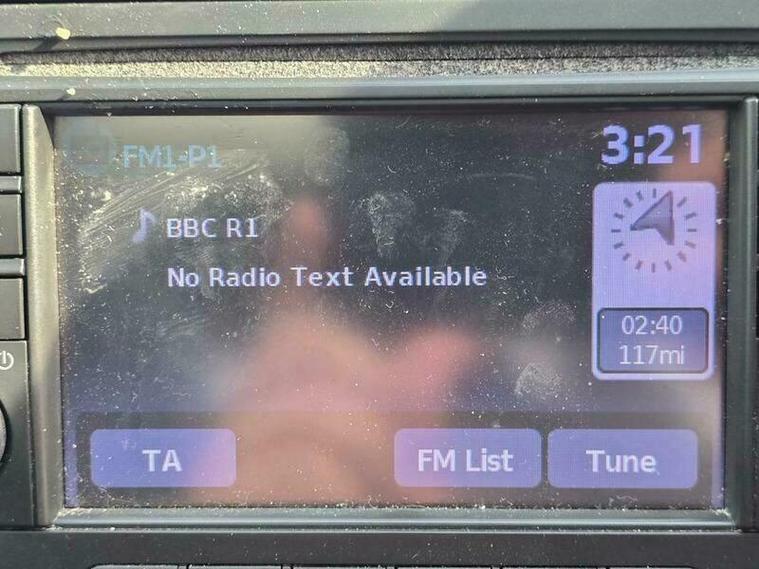 FM1-P1
3:21
BBC R1
No Radio Text Available
02:40
117mi
TA
FM List
Tune